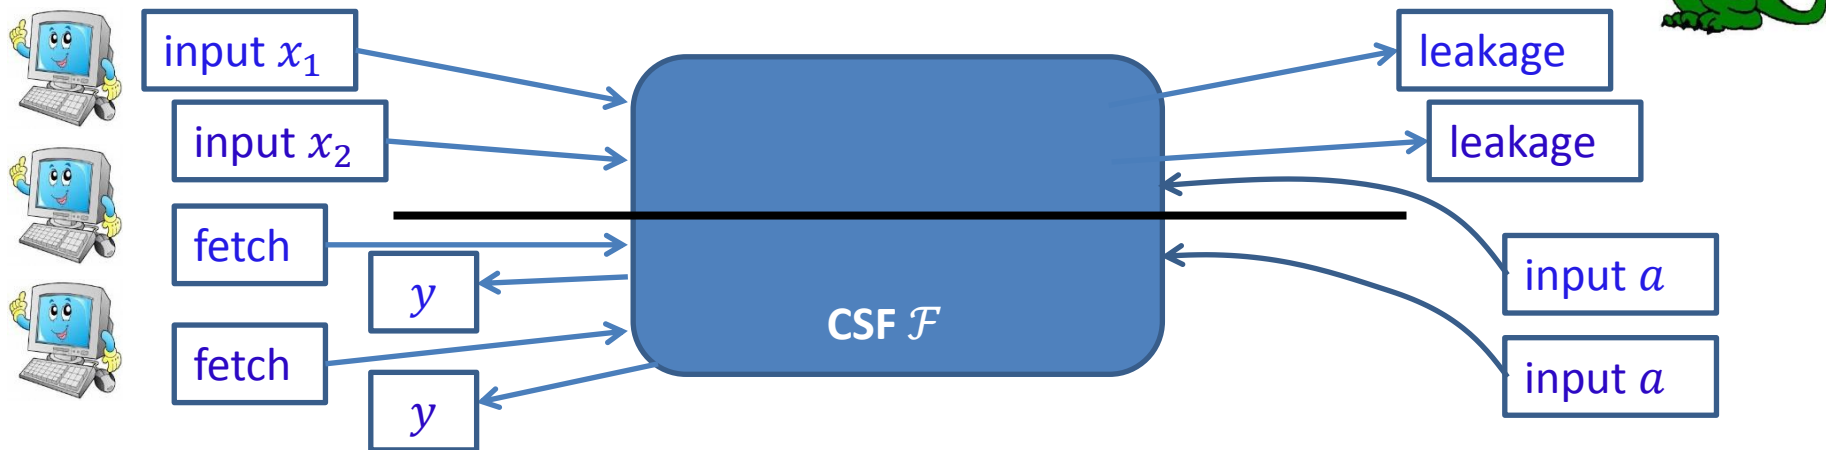 input 𝑥₁
leakage
input 𝑥₂
leakage
fetch
𝑦
input 𝑎
CSF ℱ
fetch
input 𝑎
𝑦